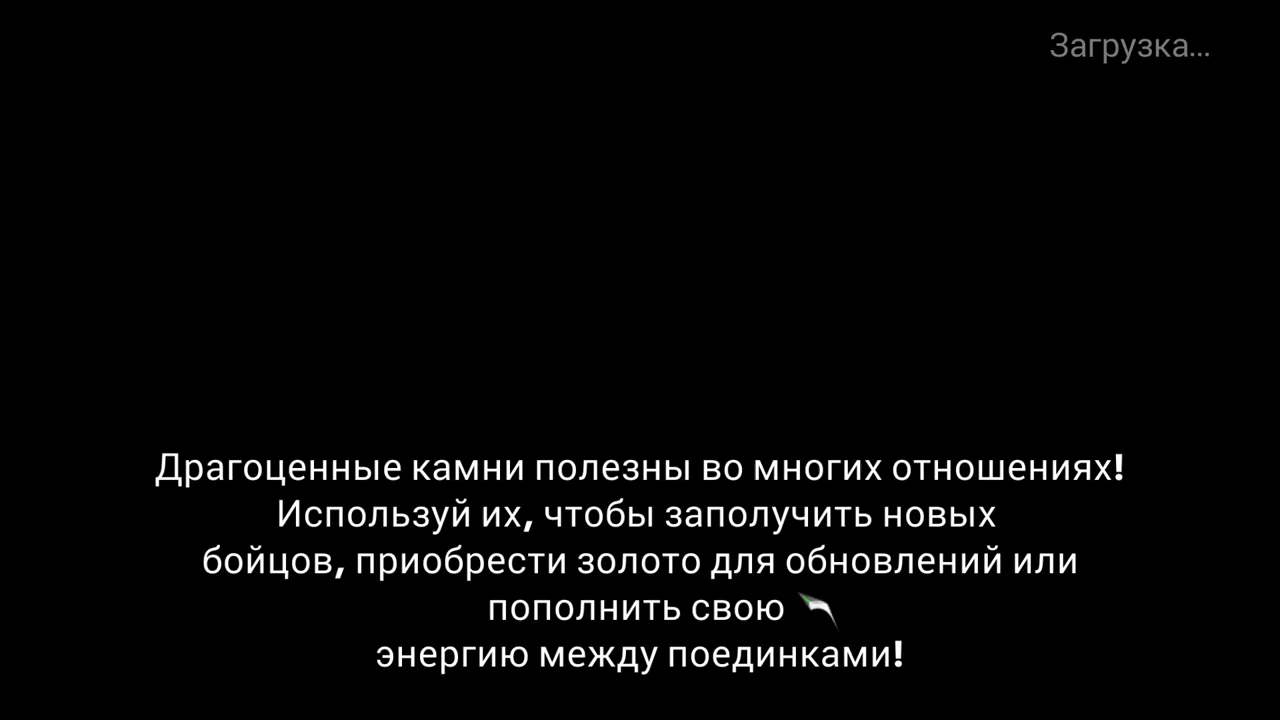 Загрузка...
Драгоценные камни полезны во многих отношениях!
Используй их, чтобы заполучить новых
бойцов, приобрести золото для обновлений или
пополнить свою
энергию между поединками!